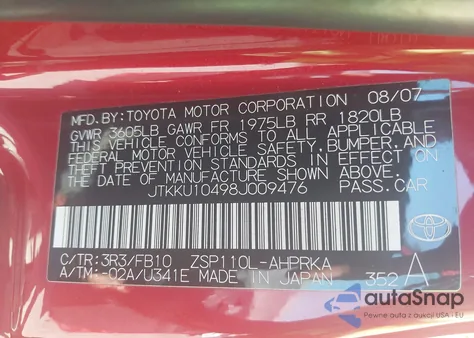 MFD. BY: TOYOTA MOTOR CORPORATION 08/07
GVWR 3605LB GAWR FR 1975LB RR 1820LB
THIS VEHICLE CONFORMS TO ALL APPLICABLE
FEDERAL MOTOR VEHICLE SAFETY, BUMPER, AND
THEFT PREVENTION STANDARDS IN EFFECT ON
THE DATE OF MANUFACTURE SHOWN ABOVE.
JTKKU10498J009476 PASS. CAR
C/TR: 3R3/FB10 ZSP110L-AHPRKA
A/TM: -02A/U341E MADE IN JAPAN 352 A
TOYOTA
autoSnap
Pewne auta z aukcji USA i EU